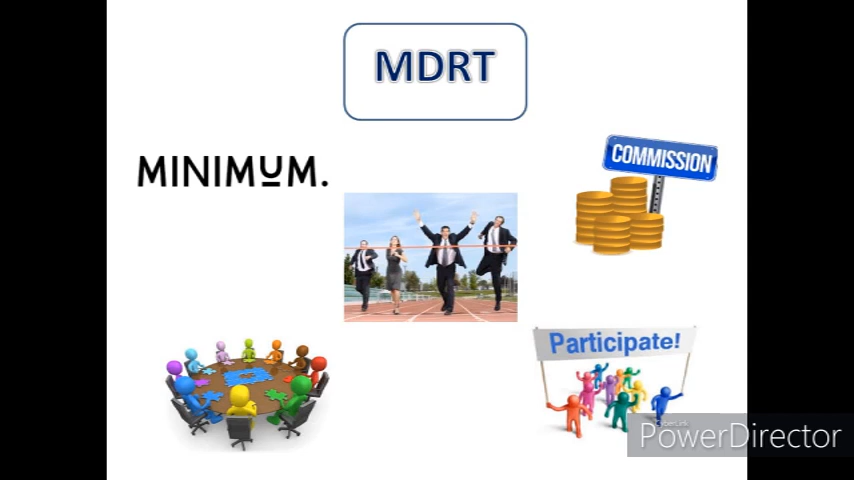 MDRT
MINIMUM.
COMMISSION
Participate!
PowerDirector